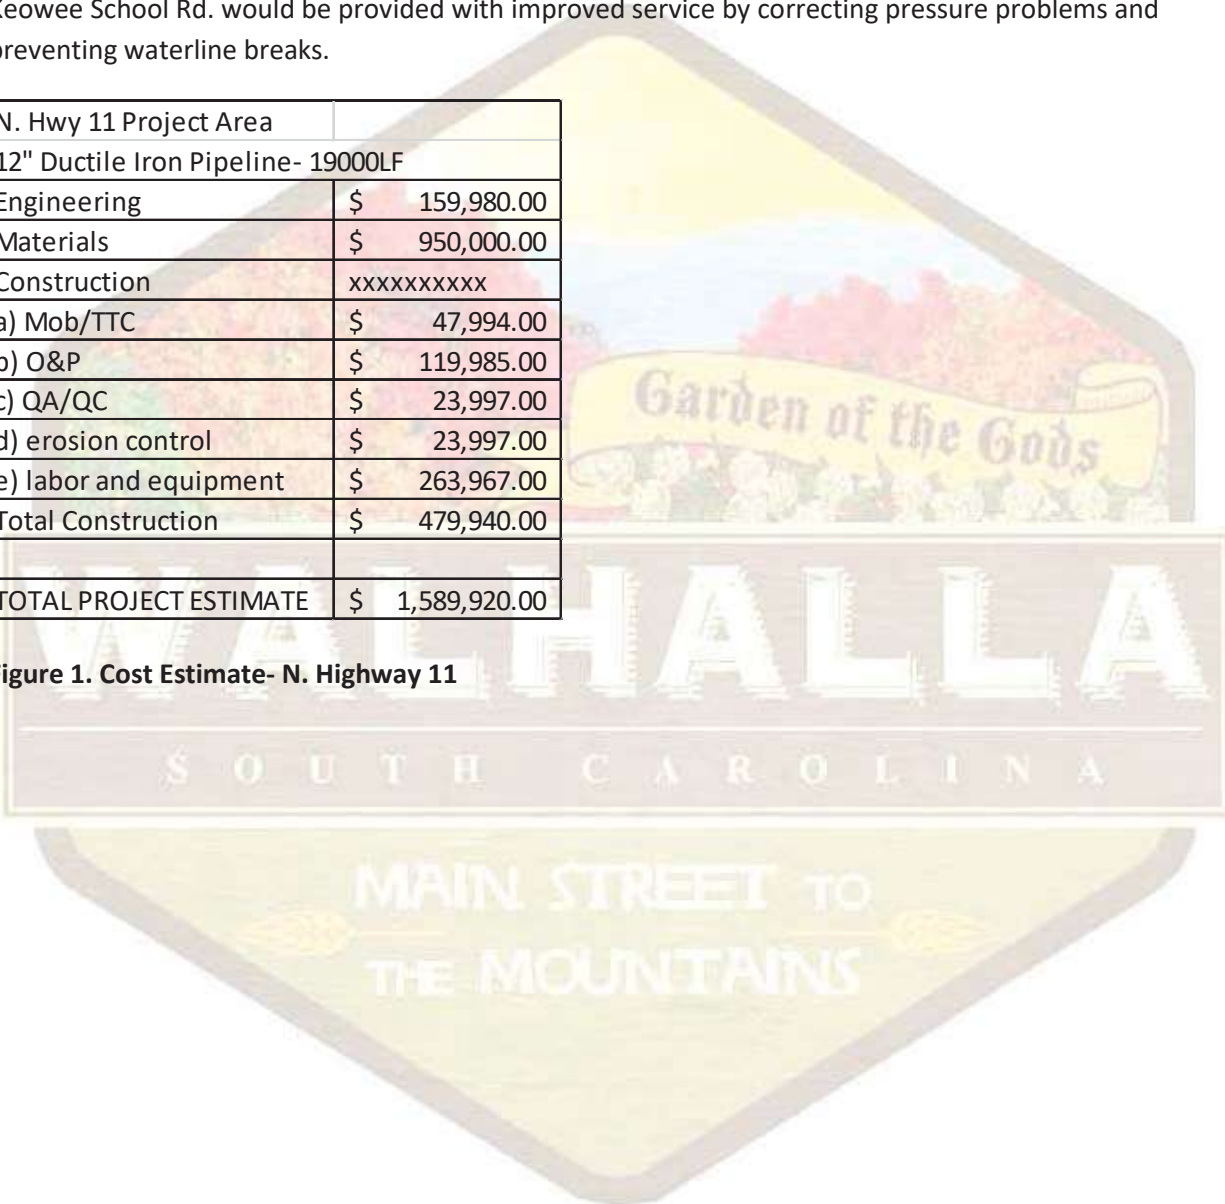 Keowee School Rd. would be provided with improved service by correcting pressure problems and
preventing waterline breaks.
N. Hwy 11 Project Area
12" Ductile Iron Pipeline- 19000LF
Engineering $ 159,980.00
Materials $ 950,000.00
Construction xxxxxxxxxx
a) Mob/TTC $ 47,994.00
b) O&P $ 119,985.00
c) QA/QC $ 23,997.00
d) erosion control $ 23,997.00
e) labor and equipment $ 263,967.00
Total Construction $ 479,940.00
TOTAL PROJECT ESTIMATE $ 1,589,920.00
Figure 1. Cost Estimate- N. Highway 11
Garden of the Gods
WALHALLA
SOUTH CAROLINA
MAIN STREET TO
THE MOUNTAINS